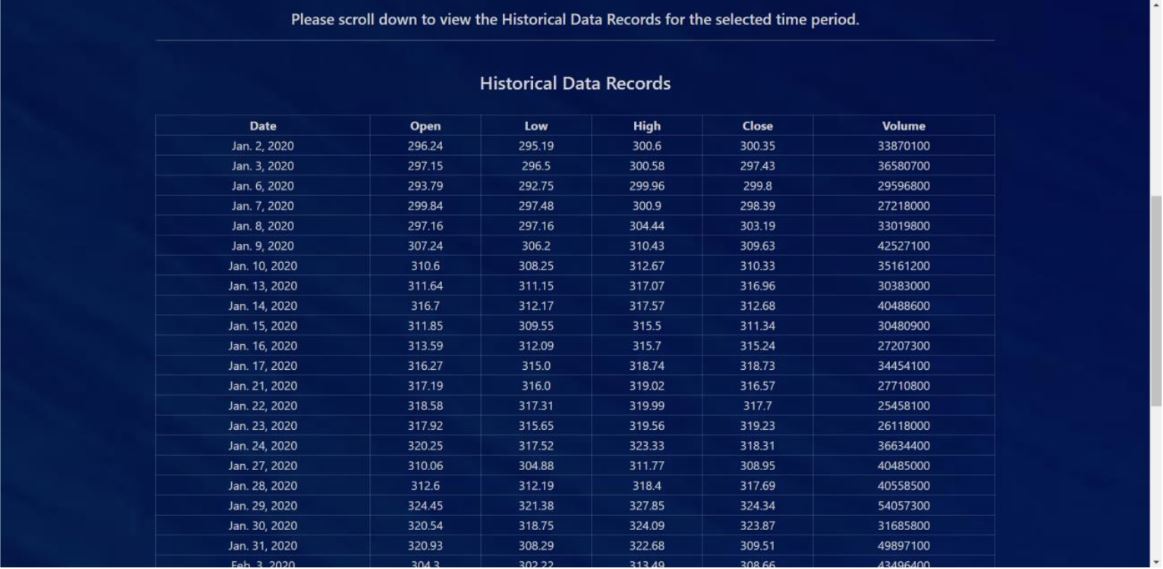 Please scroll down to view the Historical Data Records for the selected time period.
Historical Data Records
Date Open Low High Close Volume
Jan. 2, 2020 296.24 295.19 300.6 300.35 33870100
Jan. 3, 2020 297.15 296.5 300.58 297.43 36580700
Jan. 6, 2020 293.79 292.75 299.96 299.8 29596800
Jan. 7, 2020 299.84 297.48 300.9 298.39 27218000
Jan. 8, 2020 297.16 297.16 304.44 303.19 33019800
Jan. 9, 2020 307.24 306.2 310.43 309.63 42527100
Jan. 10, 2020 310.6 308.25 312.67 310.33 35161200
Jan. 13, 2020 311.64 311.15 317.07 316.96 30383000
Jan. 14, 2020 316.7 312.17 317.57 312.68 40488600
Jan. 15, 2020 311.85 309.55 315.5 311.34 30480900
Jan. 16, 2020 313.59 312.09 315.7 315.24 27207300
Jan. 17, 2020 316.27 315.0 318.74 318.73 34454100
Jan. 21, 2020 317.19 316.0 319.02 316.57 27710800
Jan. 22, 2020 318.58 317.31 319.99 317.7 25458100
Jan. 23, 2020 317.92 315.65 319.56 319.23 26118000
Jan. 24, 2020 320.25 317.52 323.33 318.31 36634400
Jan. 27, 2020 310.06 304.88 311.77 308.95 40485000
Jan. 28, 2020 312.6 312.19 318.4 317.69 40558500
Jan. 29, 2020 324.45 321.38 327.85 324.34 54057300
Jan. 30, 2020 320.54 318.75 324.09 323.87 31685800
Jan. 31, 2020 320.93 308.29 322.68 309.51 49897100
Feb. 3, 2020 304.3 302.22 313.49 308.66 43496400